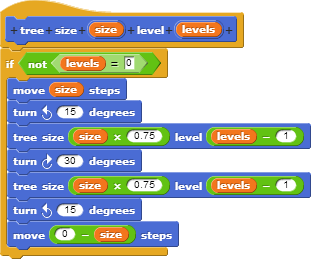 + tree + size + size + level + levels +
if not levels = 0
move size steps
turn ↺ 15 degrees
tree size size × 0.75 level levels − 1
turn ↻ 30 degrees
tree size size × 0.75 level levels − 1
turn ↺ 15 degrees
move 0 − size steps